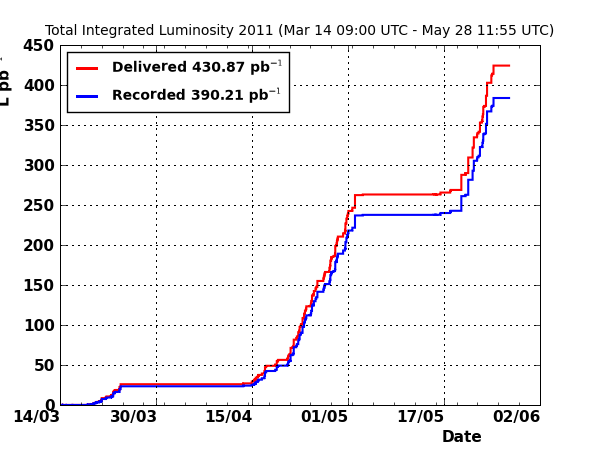 Total Integrated Luminosity 2011 (Mar 14 09:00 UTC - May 28 11:55 UTC)
Delivered 430.87 pb⁻¹
Recorded 390.21 pb⁻¹
L pb
450
400
350
300
250
200
150
100
50
0
14/03 30/03 15/04 01/05 17/05 02/06
Date